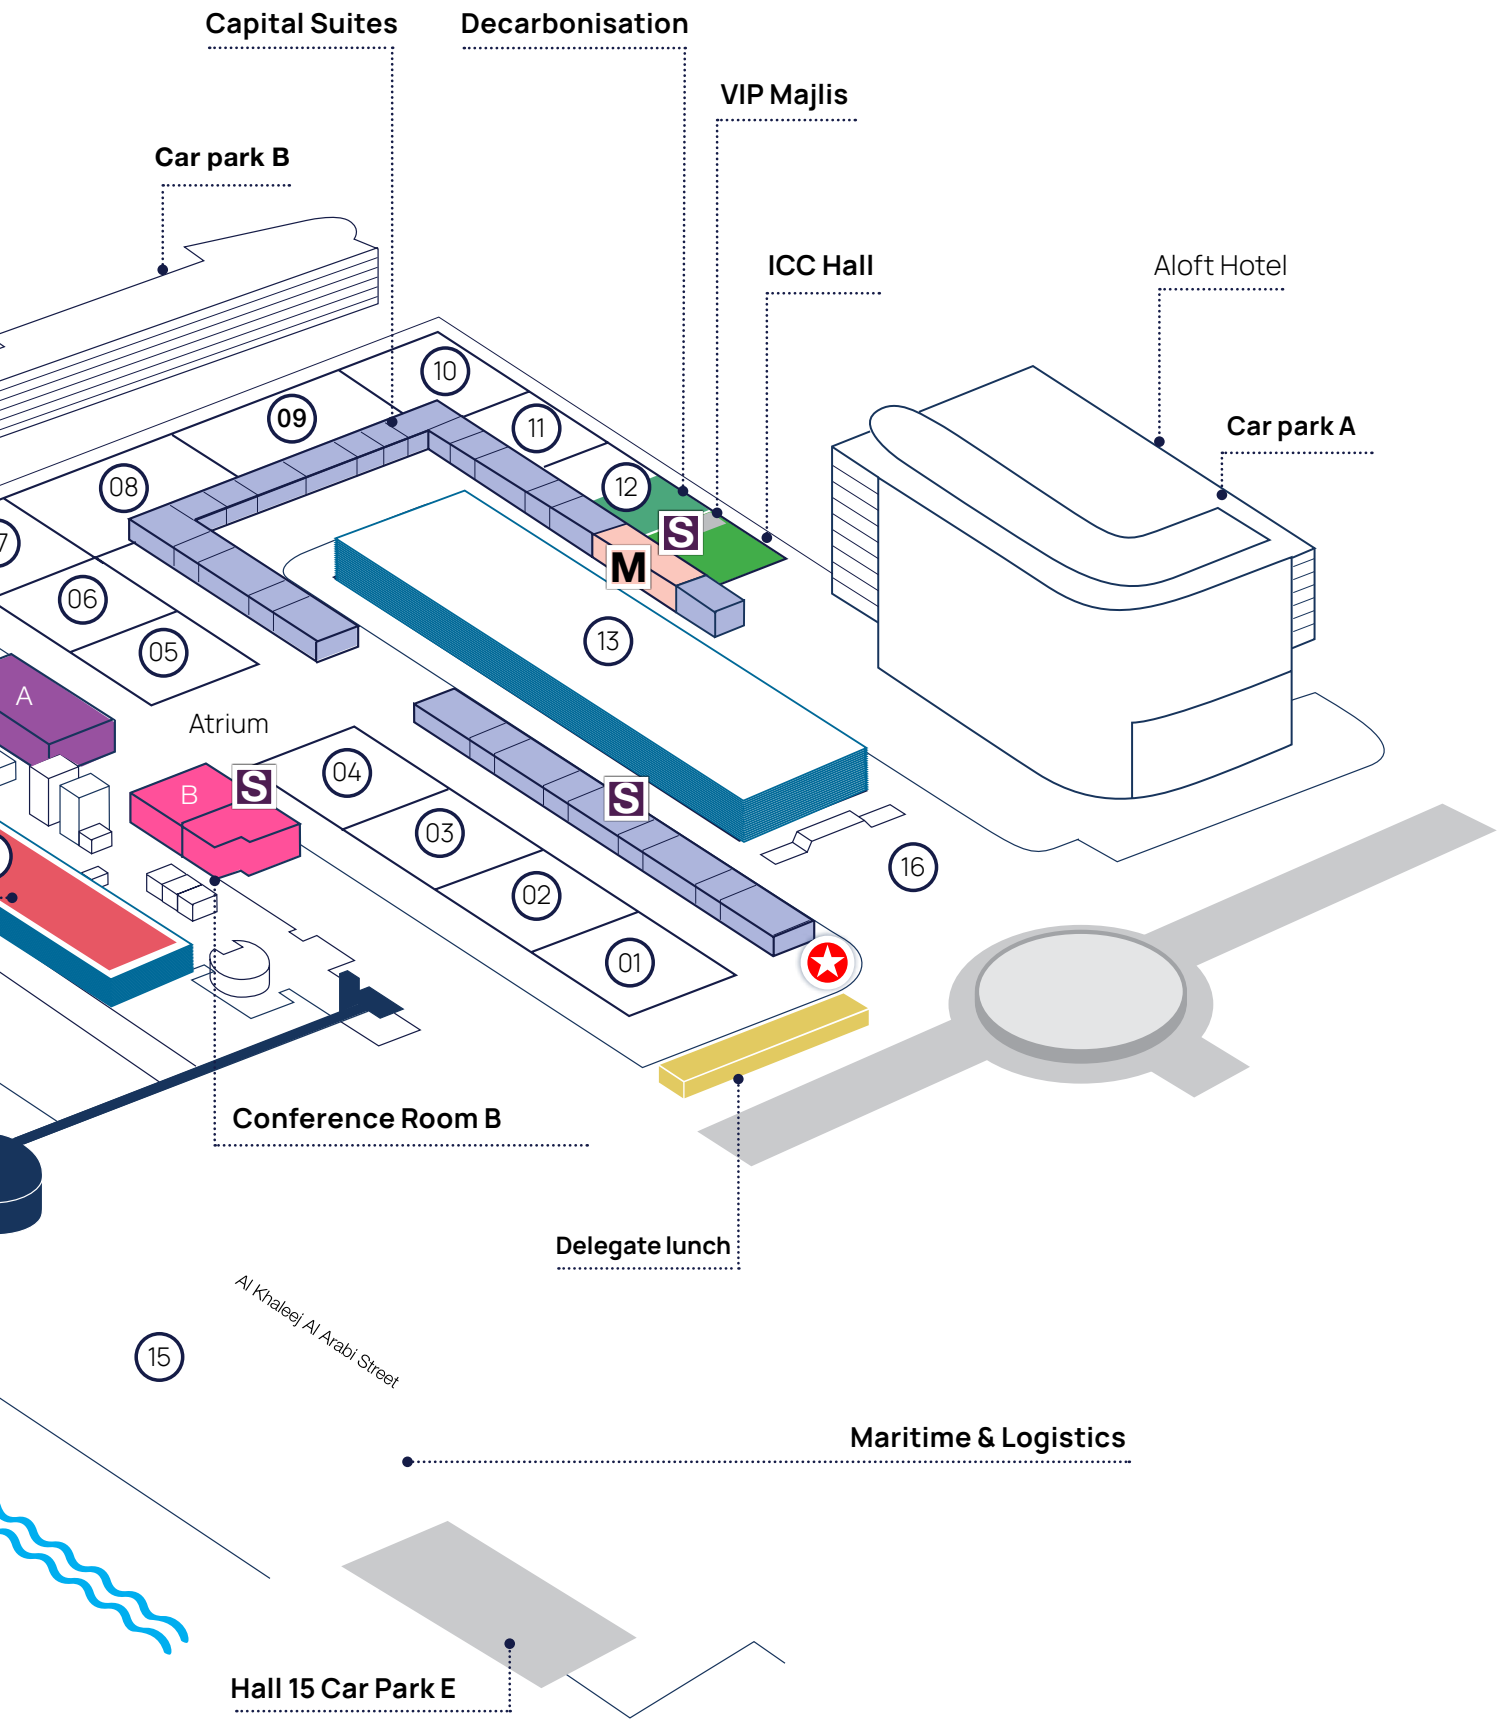 Capital Suites
Decarbonisation
VIP Majlis
Car park B
ICC Hall
Aloft Hotel
10
09
11
Car park A
08
12
S
7
M
06
13
05
A
Atrium
04
B
S
S
03
16
02
01
Conference Room B
Delegate lunch
Al Khaleej Al Arabi Street
15
Maritime & Logistics
Hall 15 Car Park E